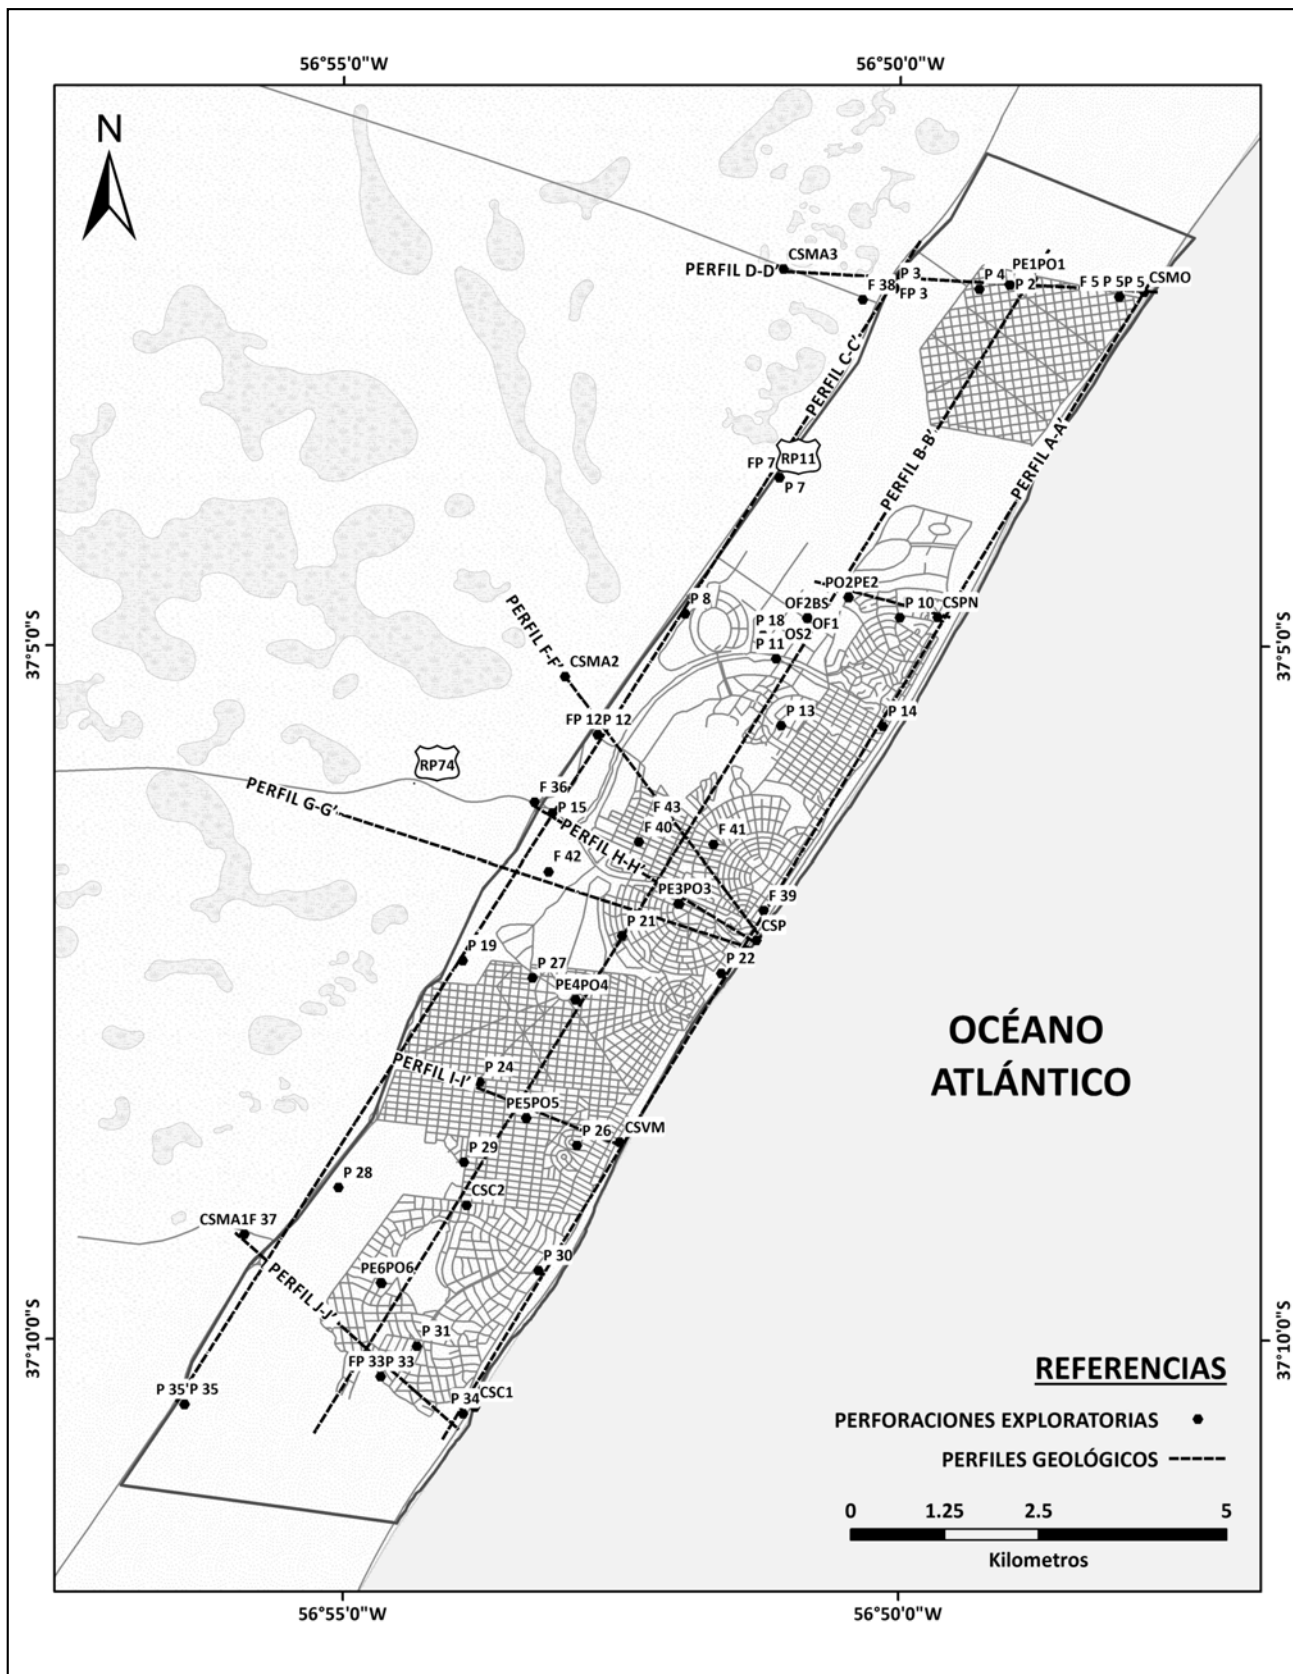 56°55'0"W
56°50'0"W
N
CSMA3
PERFIL D-D'
P 3
F 38
FP 3
P 4
PE1PO1
P 2
F 5
P 5
P 5
CSMO
PERFIL C-C'
PERFIL B-B'
PERFIL A-A'
FP 7
RP11
P 7
PERFIL F-F'
P 8
PO2PE2
OF2BS
OF1
P 10
CSPN
P 18
OS2
P 11
37°5'0"S
37°5'0"S
CSMA2
FP 12P 12
P 13
P 14
RP74
PERFIL G-G'
F 36
P 15
F 43
F 40
F 41
PERFIL H-H'
F 42
PE3PO3
F 39
CSP
P 21
P 19
P 27
P 22
PE4PO4
OCÉANO
ATLÁNTICO
PERFIL I-I'
P 24
PE5PO5
P 26
CSVM
P 29
P 28
CSC2
CSMA1F 37
PERFIL J-J'
PE6PO6
P 30
P 31
FP 33P 33
P 35'P 35
P 34
CSC1
37°10'0"S
37°10'0"S
REFERENCIAS
PERFORACIONES EXPLORATORIAS
PERFILES GEOLÓGICOS
0 1.25 2.5 5
Kilometros
56°55'0"W
56°50'0"W